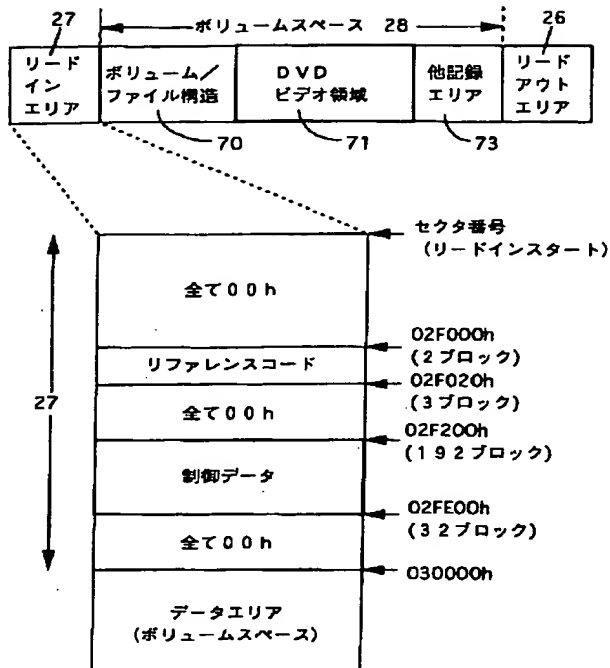 27
ボリュームスペース 28
26
リード
イン
エリア
ボリューム／
ファイル構造
DVD
ビデオ領域
他記録
エリア
リード
アウト
エリア
70
71
73
セクタ番号
(リードインスタート)
全て００h
02F000h
(2ブロック)
リファレンスコード
02F020h
(3ブロック)
27
全て００h
02F200h
(192ブロック)
制御データ
02FE00h
(32ブロック)
全て００h
030000h
データエリア
(ボリュームスペース)